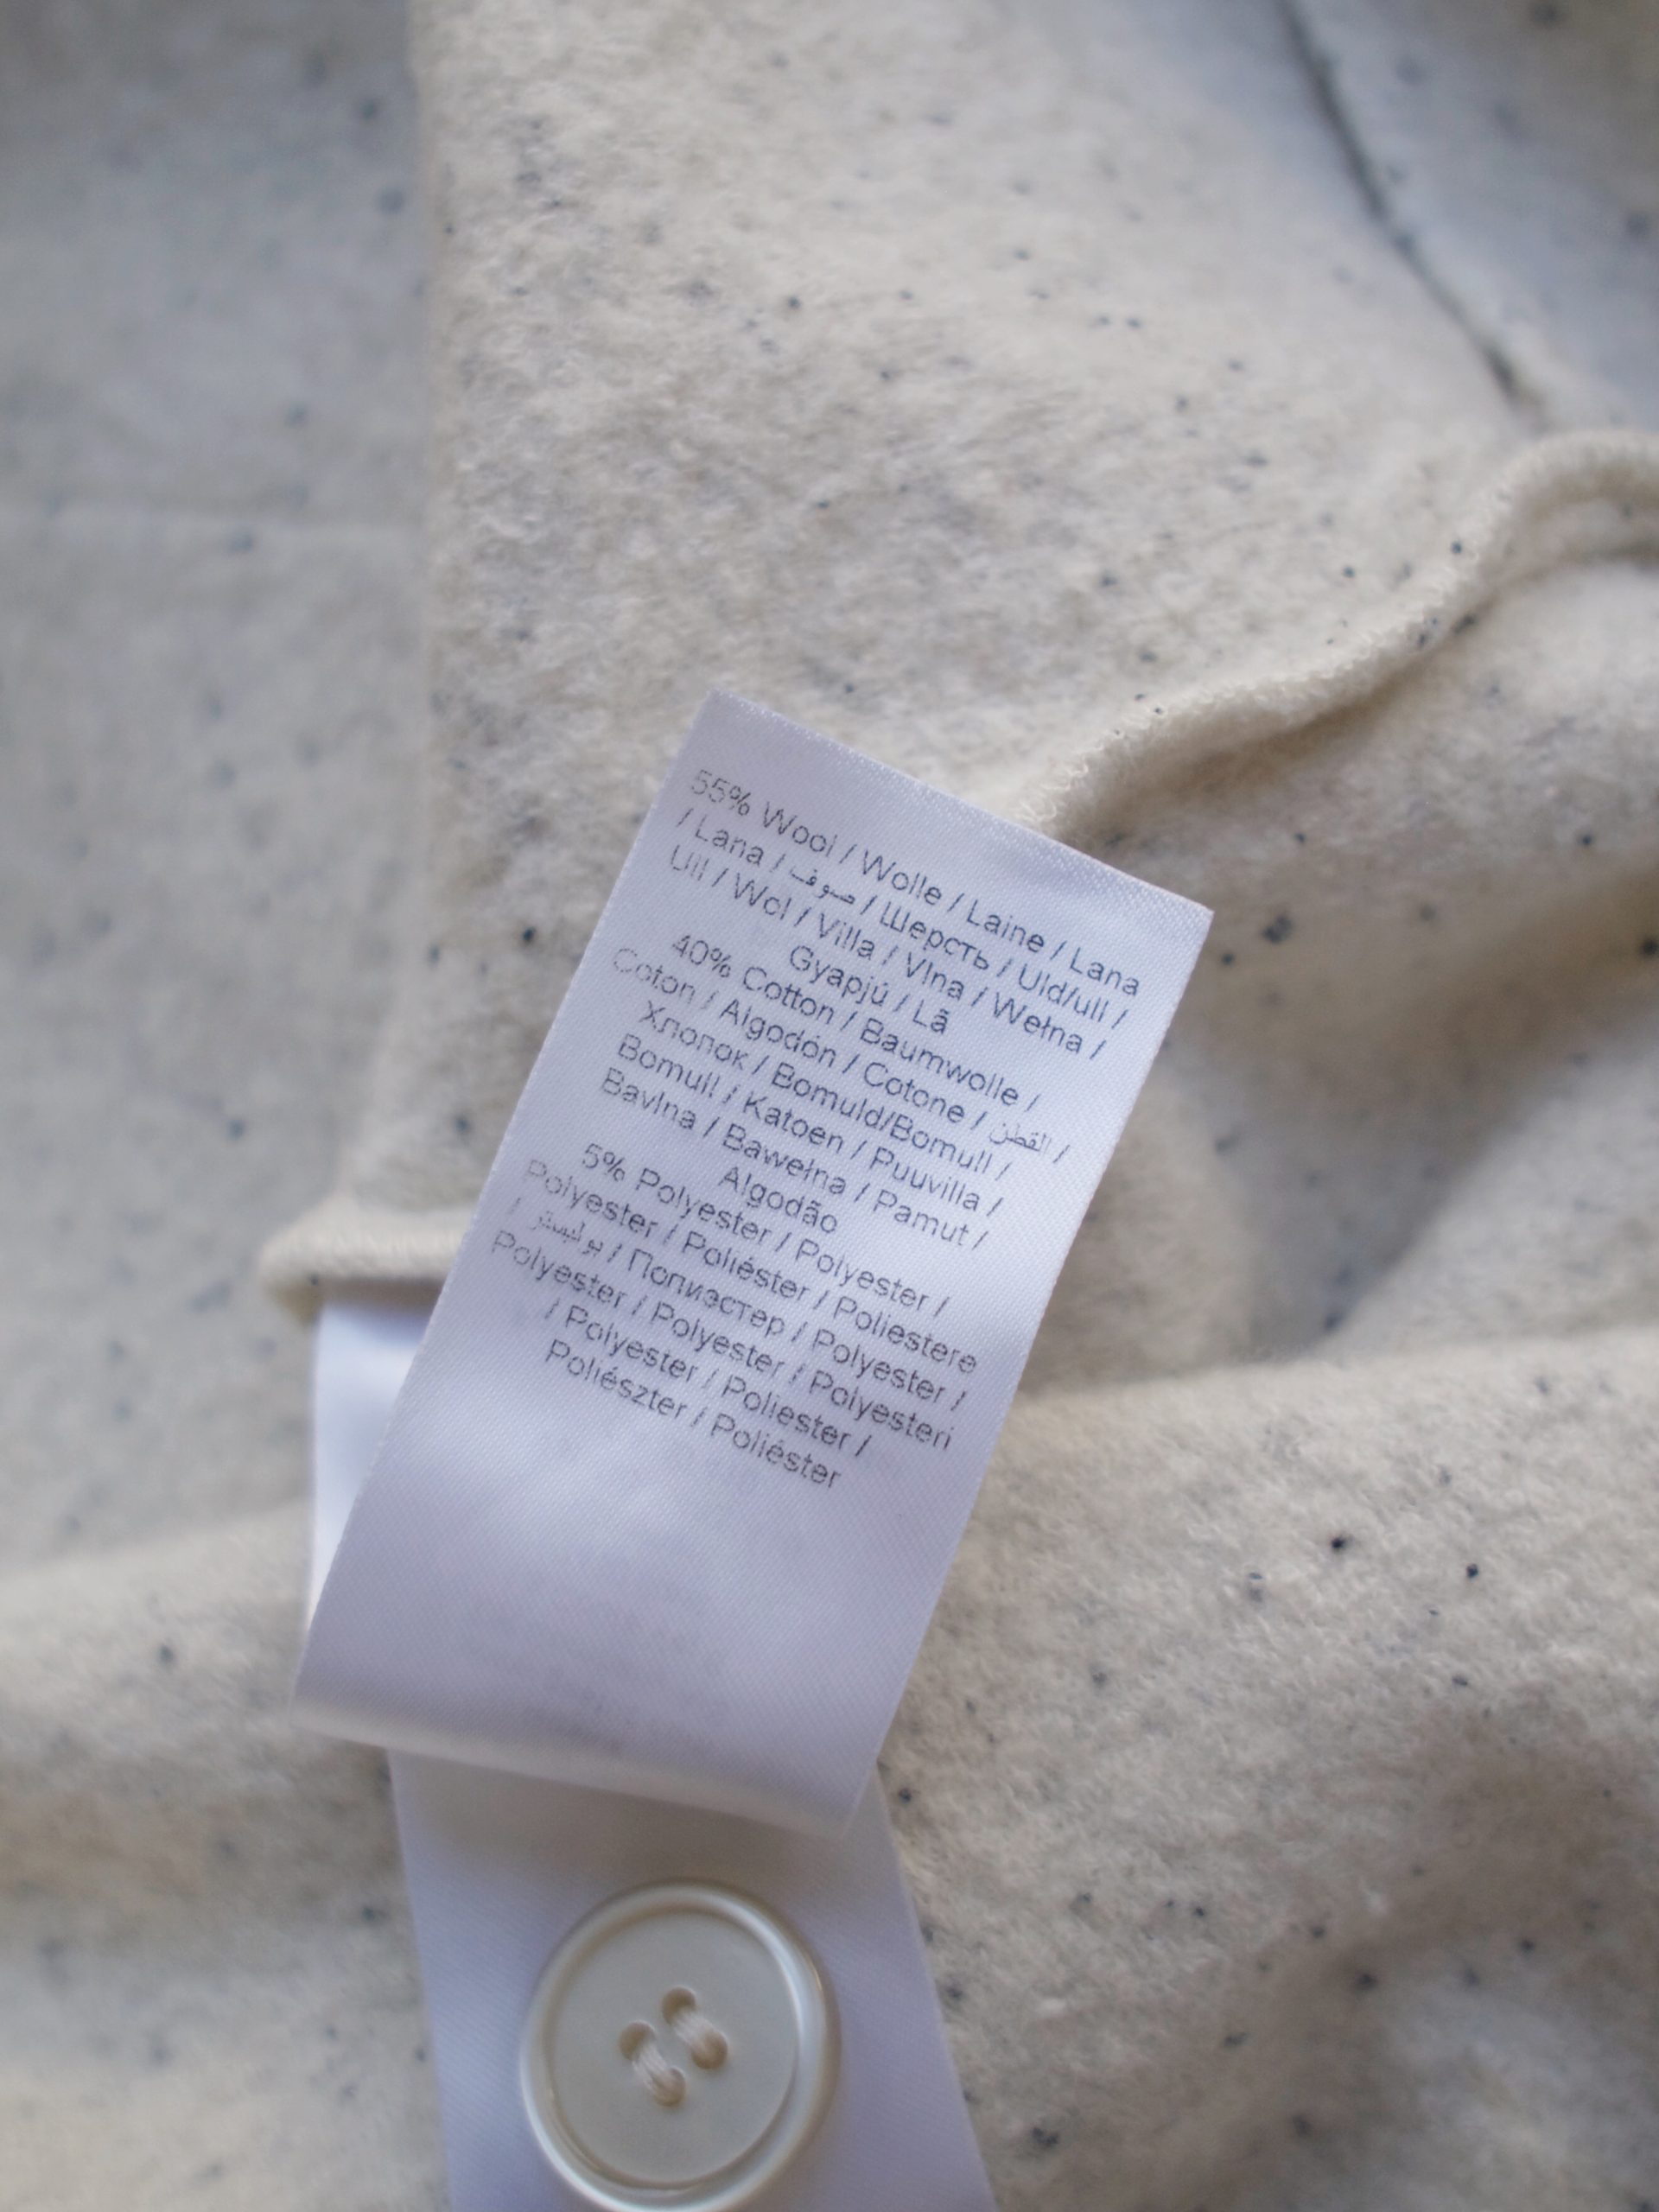 55% Wool / Wolle / Laine / Lana
/ Lana / صوف / Шерсть / Uld/ull /
Ull / Wol / Villa / Vlna / Wełna /
Gyapjú / Lã
40% Cotton / Baumwolle /
Coton / Algodón / Cotone / القطن /
Хлопок / Bomuld/Bomull /
Bomull / Katoen / Puuvilla /
Bavlna / Bawełna / Pamut /
Algodão
5% Polyester / Polyester /
Polyester / Poliéster / Poliestere
/ بوليستر / Полиэстер / Polyester /
Polyester / Polyester / Polyesteri
/ Polyester / Poliester /
Poliészter / Poliéster